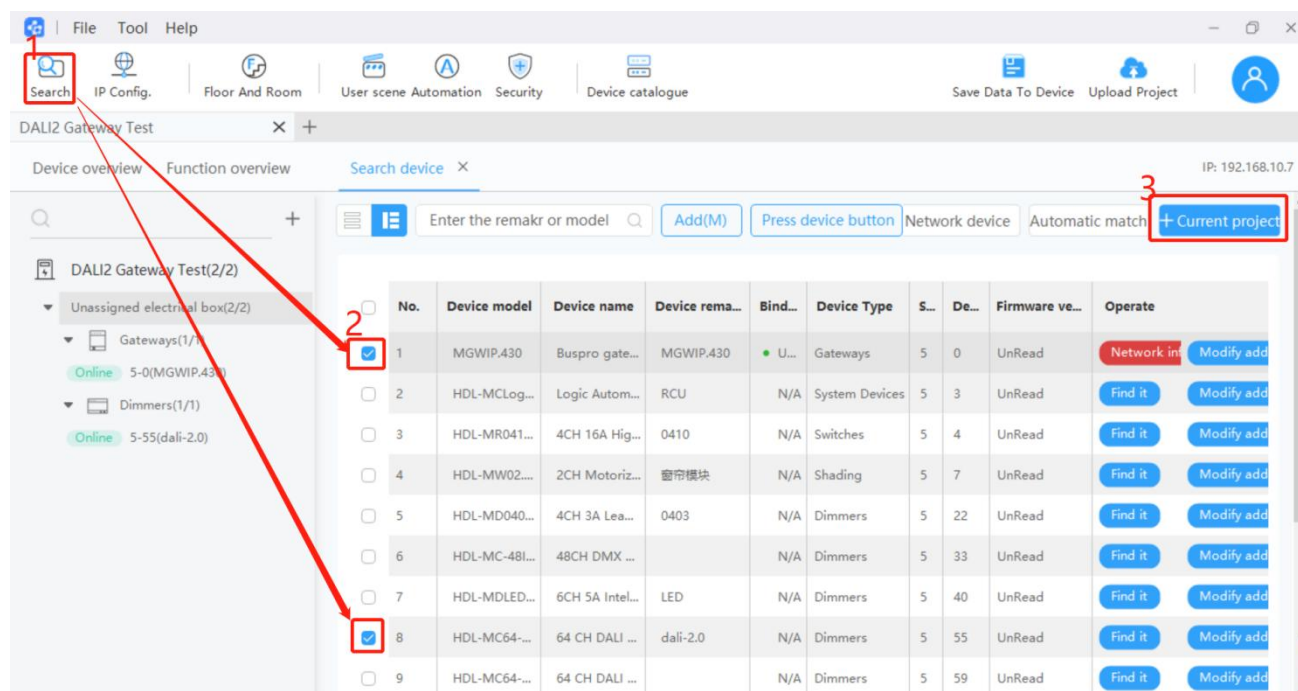 File Tool Help
1
Search IP Config. Floor And Room User scene Automation Security Device catalogue Save Data To Device Upload Project
DALI2 Gateway Test × +
Device overview Function overview Search device × IP: 192.168.10.7
3
+ Enter the remakr or model Add(M) Press device button Network device Automatic match + Current project
DALI2 Gateway Test(2/2)
Unassigned electrical box(2/2)
Gateways(1/1)
Online 5-0(MGWIP.430)
Dimmers(1/1)
Online 5-55(dali-2.0)
No. Device model Device name Device rema... Bind... Device Type S... De... Firmware ve... Operate
2
1 MGWIP.430 Buspro gate... MGWIP.430 U... Gateways 5 0 UnRead Network inf Modify add
2 HDL-MCLog... Logic Autom... RCU N/A System Devices 5 3 UnRead Find it Modify add
3 HDL-MR041... 4CH 16A Hig... 0410 N/A Switches 5 4 UnRead Find it Modify add
4 HDL-MW02.... 2CH Motoriz... 窗帘模块 N/A Shading 5 7 UnRead Find it Modify add
5 HDL-MD040... 4CH 3A Lea... 0403 N/A Dimmers 5 22 UnRead Find it Modify add
6 HDL-MC-48I... 48CH DMX ... N/A Dimmers 5 33 UnRead Find it Modify add
7 HDL-MDLED... 6CH 5A Intel... LED N/A Dimmers 5 40 UnRead Find it Modify add
8 HDL-MC64-... 64 CH DALI ... dali-2.0 N/A Dimmers 5 55 UnRead Find it Modify add
9 HDL-MC64-... 64 CH DALI ... N/A Dimmers 5 59 UnRead Find it Modify add